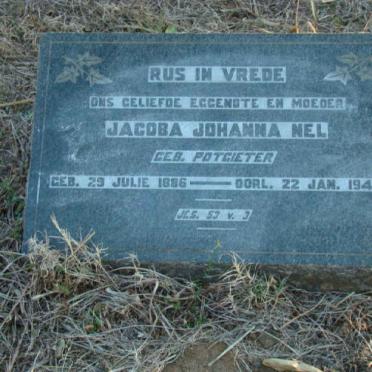 RUS IN VREDE
ONS GELIEFDE EGGENOTE EN MOEDER
JACOBA JOHANNA NEL
GEB. POTGIETER
GEB. 29 JULIE 1886 — OORL. 22 JAN. 194
JES. 53 v. 3